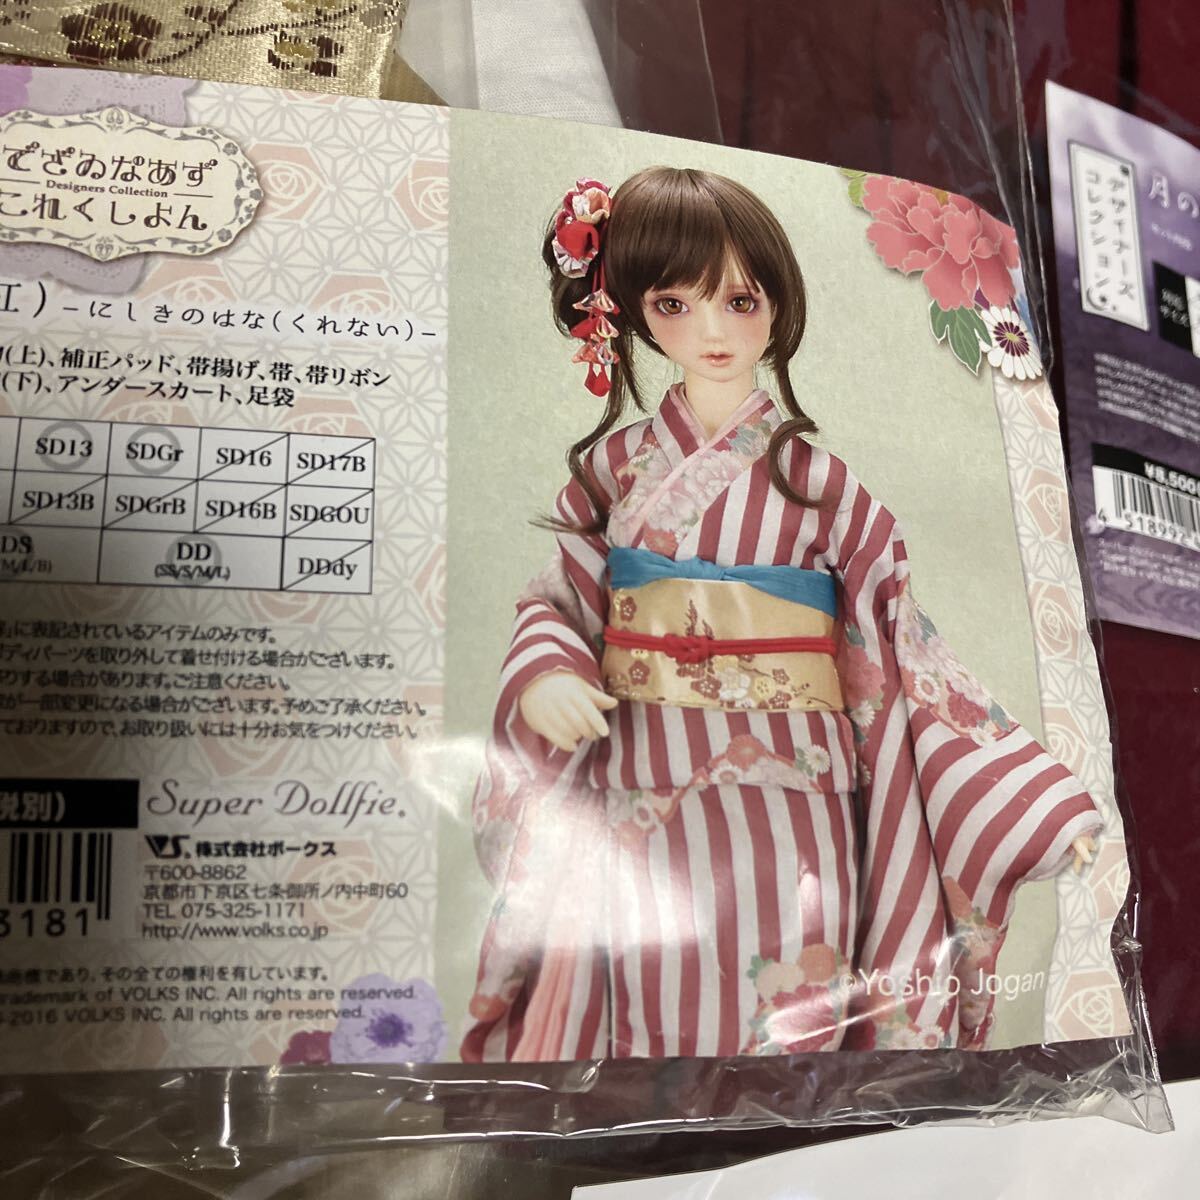 でざゐなあず
Designers Collection
これくしよん
紅）－にしきのはな(くれない)－
(上)、補正パッド、帯揚げ、帯、帯リボン
(下)、アンダースカート、足袋
SD13 SDGr SD16 SD17B
SD13B SDGrB SD16B SDGOU
DD DDdy
(SS/S/M/L)
に表記されているアイテムのみです。
ディパーツを取り外して着せ付ける場合がございます。
する場合があります。ご注意ください。
が一部変更になる場合がございます。予めご了承ください。
ておりますので、お取り扱いには十分お気をつけください。
税別)
3181
Super Dollfie.
VS. 株式会社ボークス
〒600-8862
京都市下京区七条御所ノ内中町60
TEL 075-325-1171
http://www.volks.co.jp
商標であり、その全ての権利を有しています。
trademark of VOLKS INC. All rights are reserved.
2016 VOLKS INC. All rights are reserved.
©Yoshio Jogan
デザイナーズ
コレクション
月の
¥8,500
4 518992